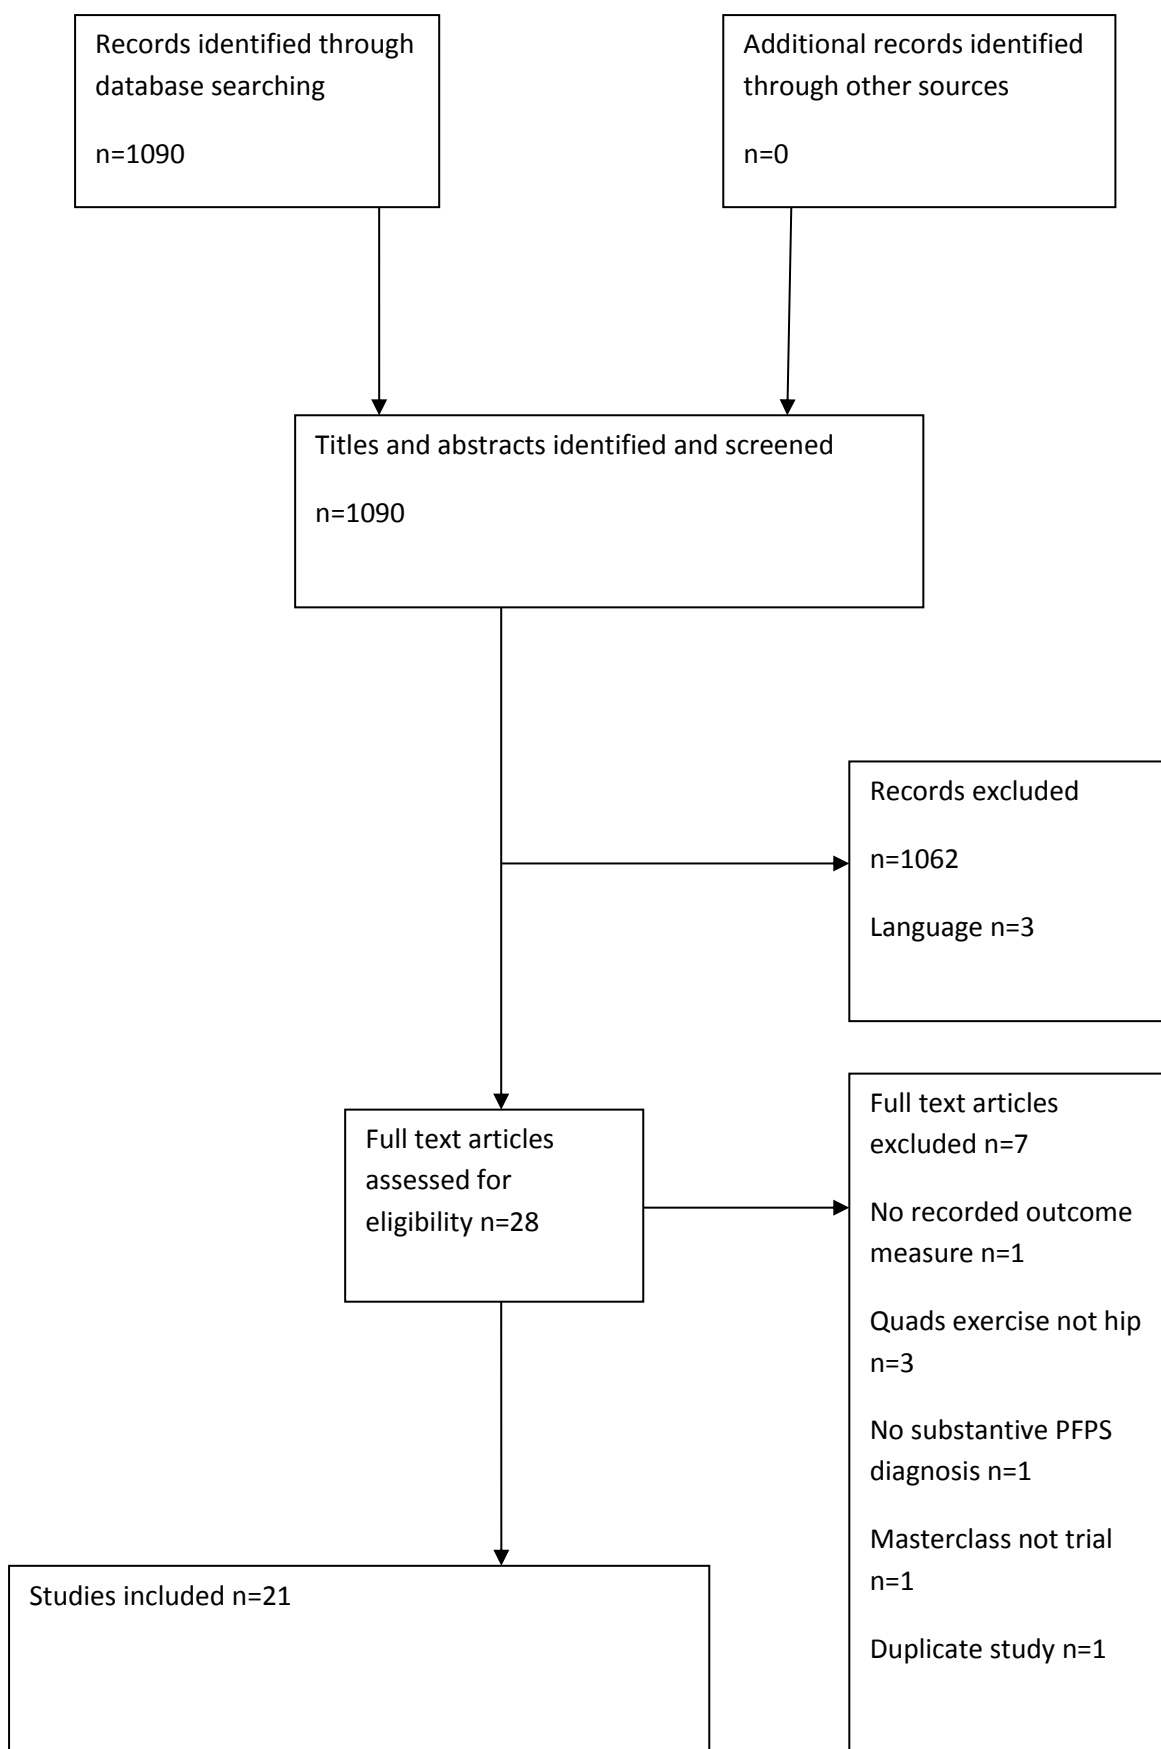 Records identified through
database searching
n=1090
Additional records identified
through other sources
n=0
Titles and abstracts identified and screened
n=1090
Records excluded
n=1062
Language n=3
Full text articles
assessed for
eligibility n=28
Full text articles
excluded n=7
No recorded outcome
measure n=1
Quads exercise not hip
n=3
No substantive PFPS
diagnosis n=1
Masterclass not trial
n=1
Duplicate study n=1
Studies included n=21